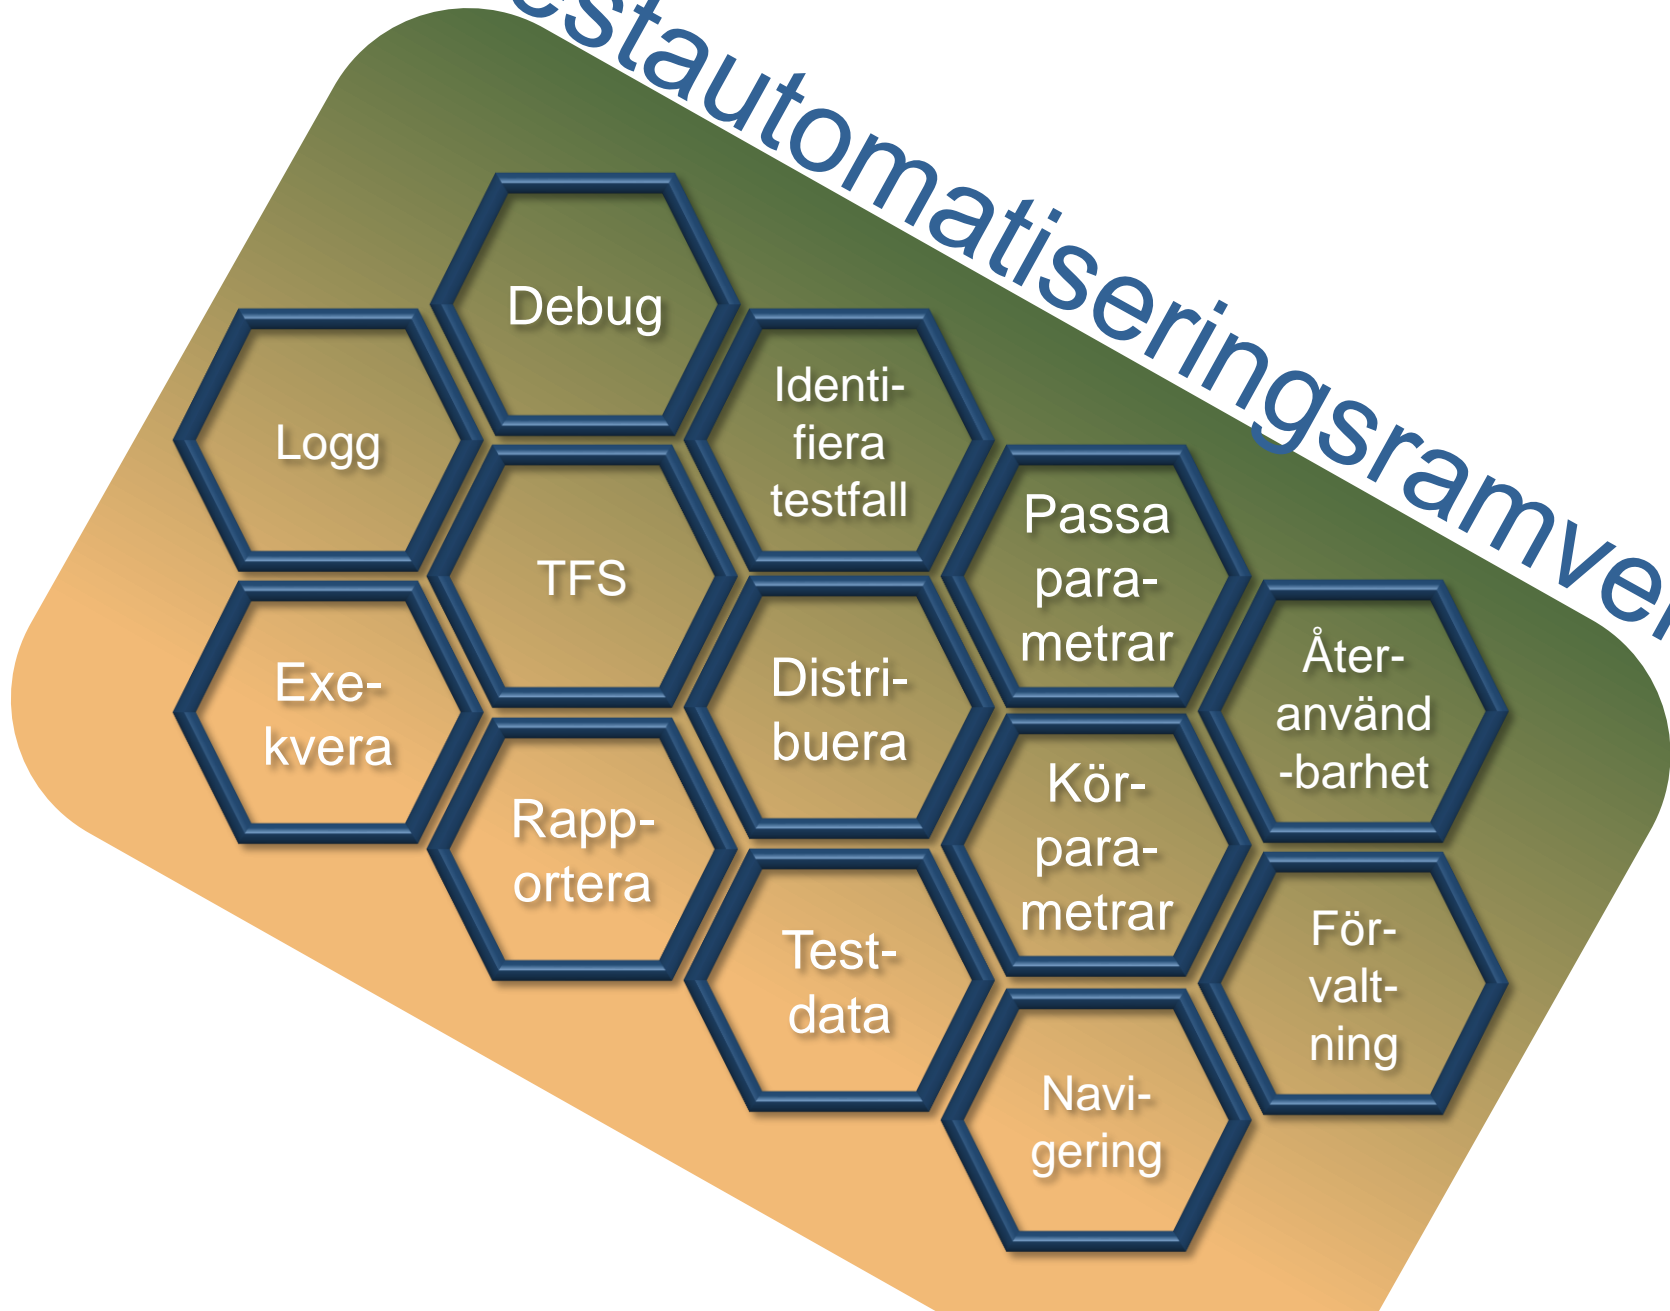 estautomatiseringsramver
Debug
Logg
Identi-
fiera
testfall
TFS
Passa
para-
metrar
Exe-
kvera
Distri-
buera
Åter-
använd
-barhet
Rapp-
ortera
Kör-
para-
metrar
Test-
data
För-
valt-
ning
Navi-
gering